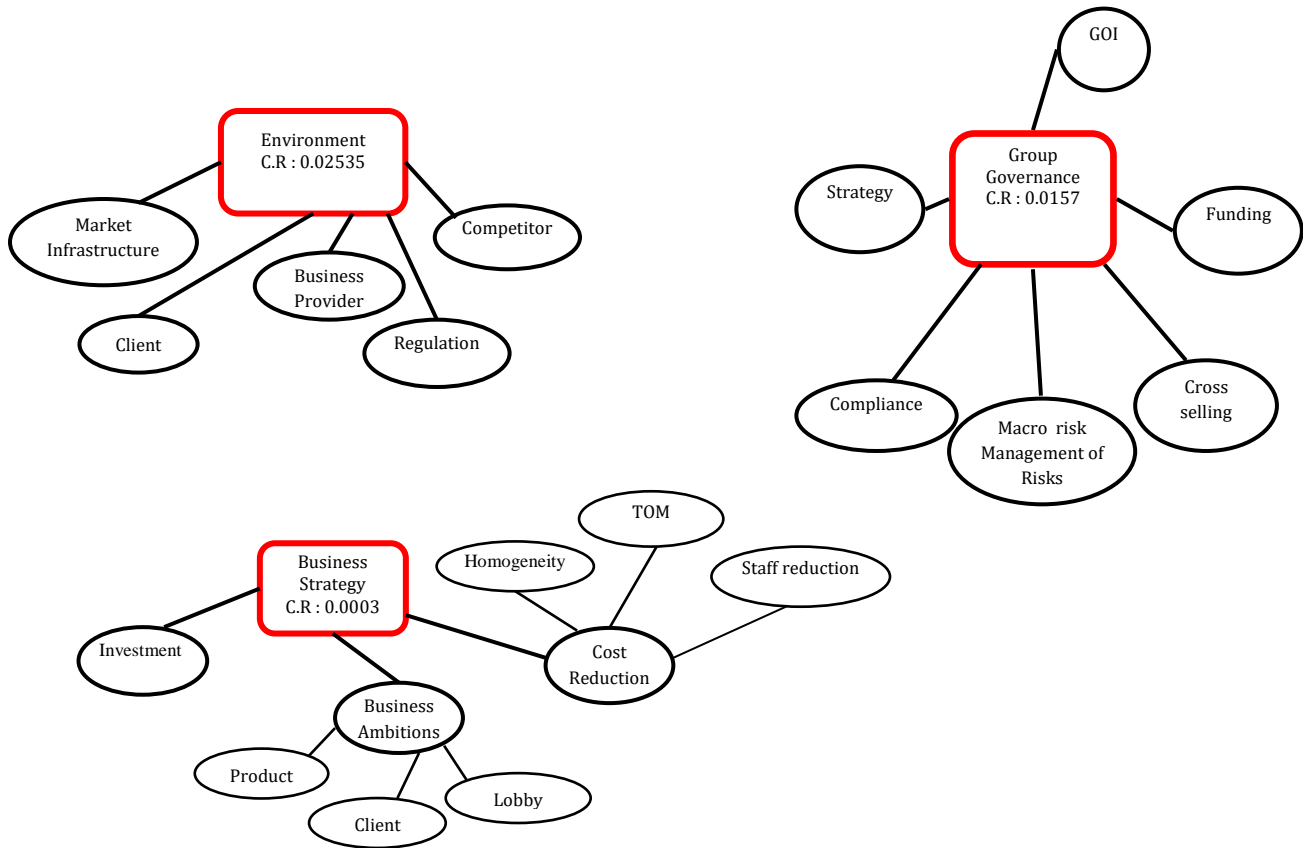 GOI
Environment
C.R : 0.02535
Group
Governance
C.R : 0.0157
Strategy
Funding
Market
Infrastructure
Competitor
Business
Provider
Client
Regulation
Compliance
Cross
selling
Macro risk
Management of
Risks
TOM
Business
Strategy
C.R : 0.0003
Homogeneity
Staff reduction
Investment
Cost
Reduction
Business
Ambitions
Product
Lobby
Client